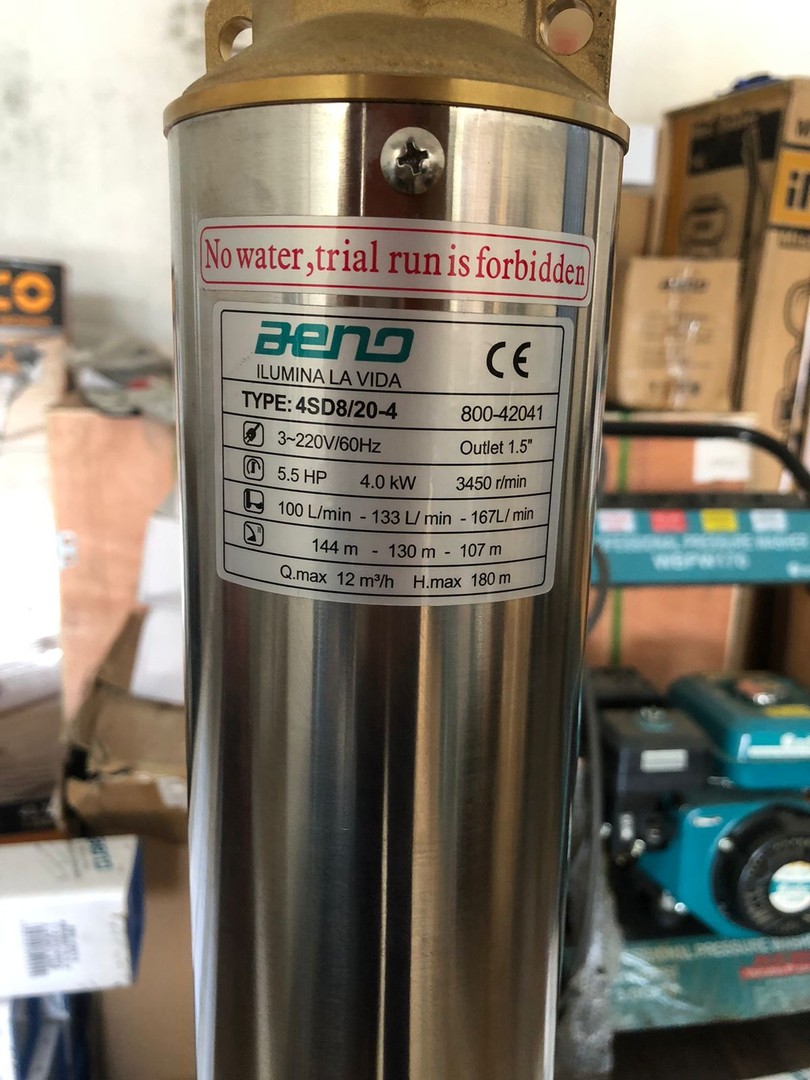 No water,trial run is forbidden
Beno
CE
ILUMINA LA VIDA
TYPE: 4SD8/20-4 800-42041
3~220V/60Hz Outlet 1.5"
5.5 HP 4.0 kW 3450 r/min
100 L/min - 133 L/ min - 167L/ min
144 m - 130 m - 107 m
Q.max 12 m³/h H.max 180 m
CO